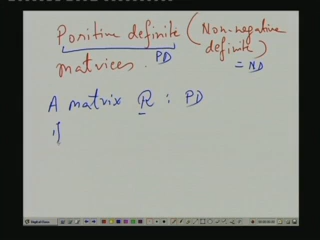 Positive definite (Non-negative definite)
matrices. PD = ND
A matrix R : PD
if